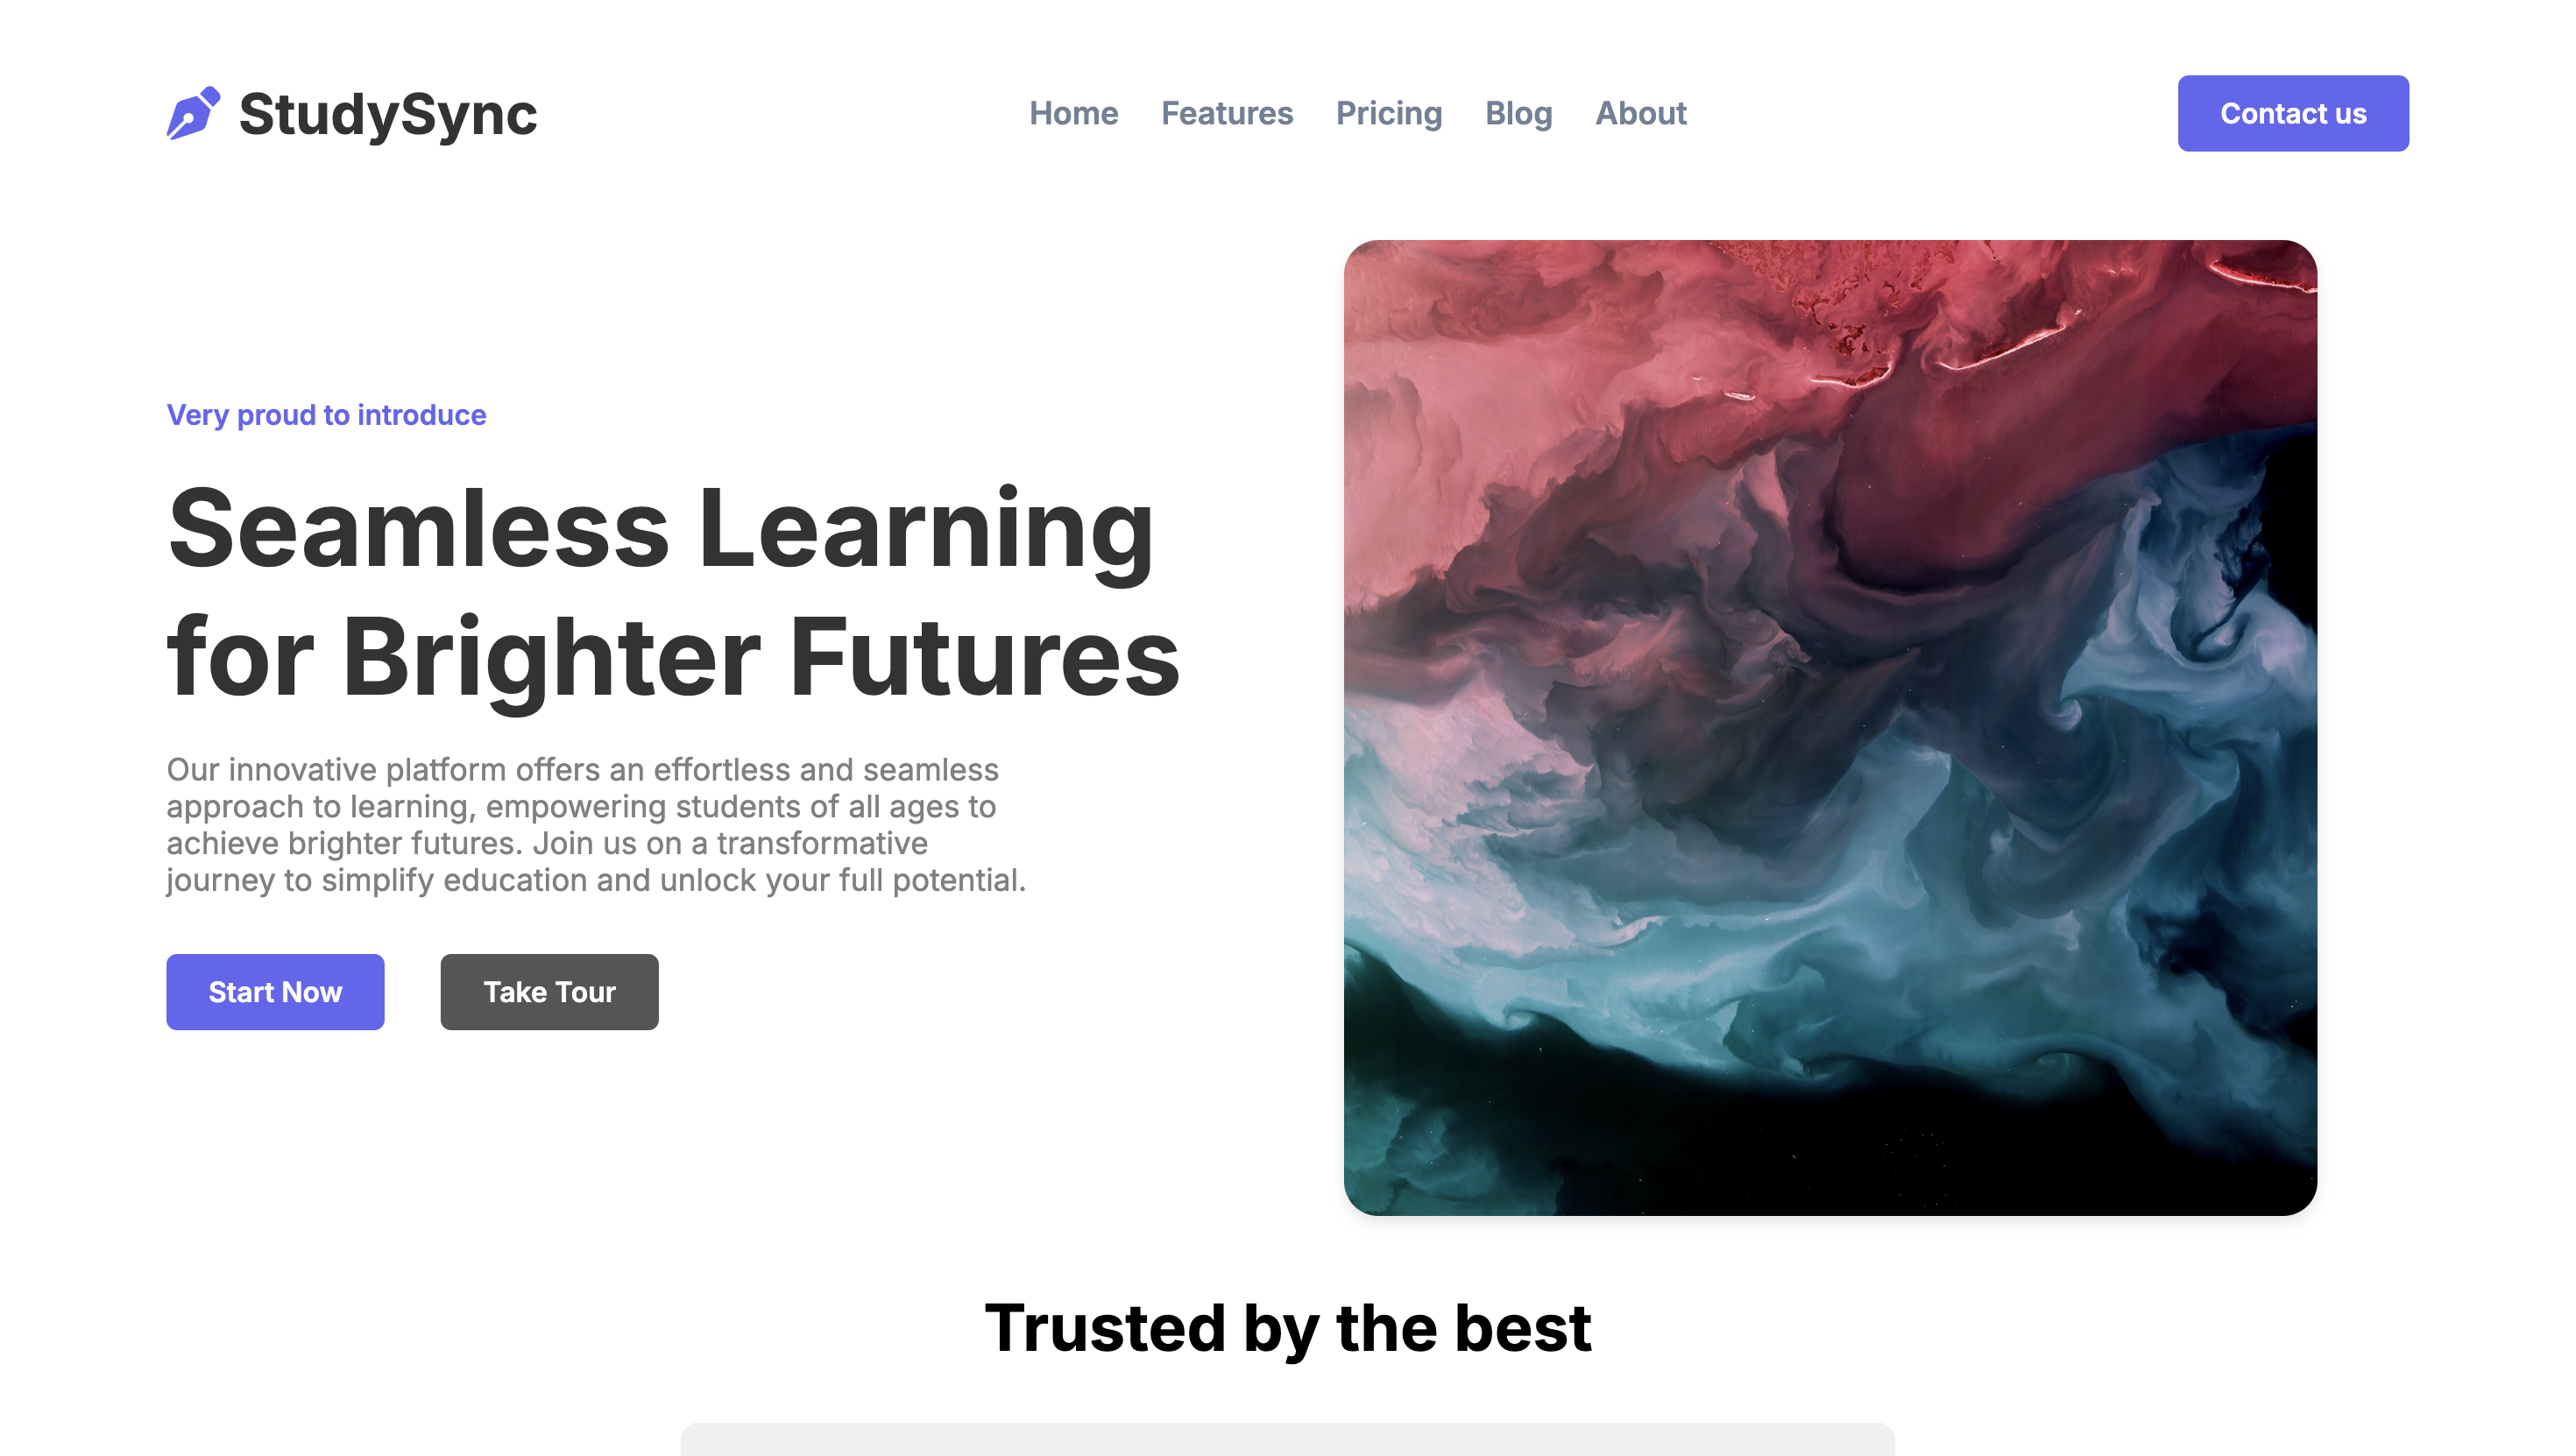 StudySync
Home Features Pricing Blog About
Contact us
Very proud to introduce
Seamless Learning
for Brighter Futures
Our innovative platform offers an effortless and seamless
approach to learning, empowering students of all ages to
achieve brighter futures. Join us on a transformative
journey to simplify education and unlock your full potential.
Start Now
Take Tour
Trusted by the best